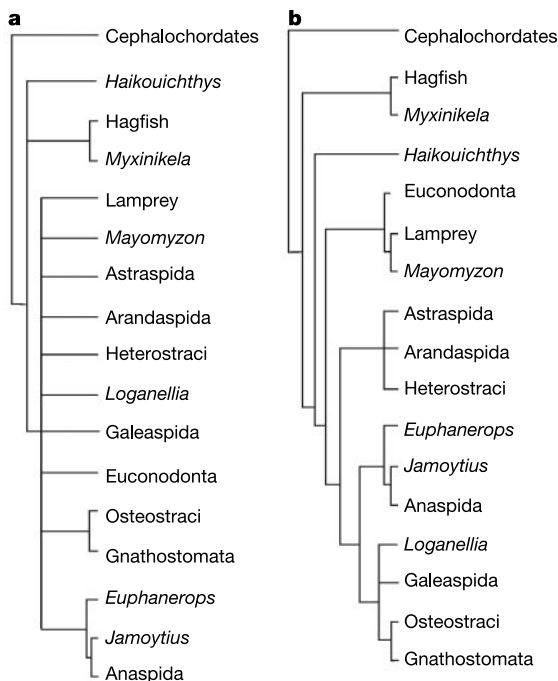 a
Cephalochordates
Haikouichthys
Hagfish
Myxinikela
Lamprey
Mayomyzon
Astraspida
Arandaspida
Heterostraci
Loganellia
Galeaspida
Euconodonta
Osteostraci
Gnathostomata
Euphanerops
Jamoytius
Anaspida
b
Cephalochordates
Hagfish
Myxinikela
Haikouichthys
Euconodonta
Lamprey
Mayomyzon
Astraspida
Arandaspida
Heterostraci
Euphanerops
Jamoytius
Anaspida
Loganellia
Galeaspida
Osteostraci
Gnathostomata